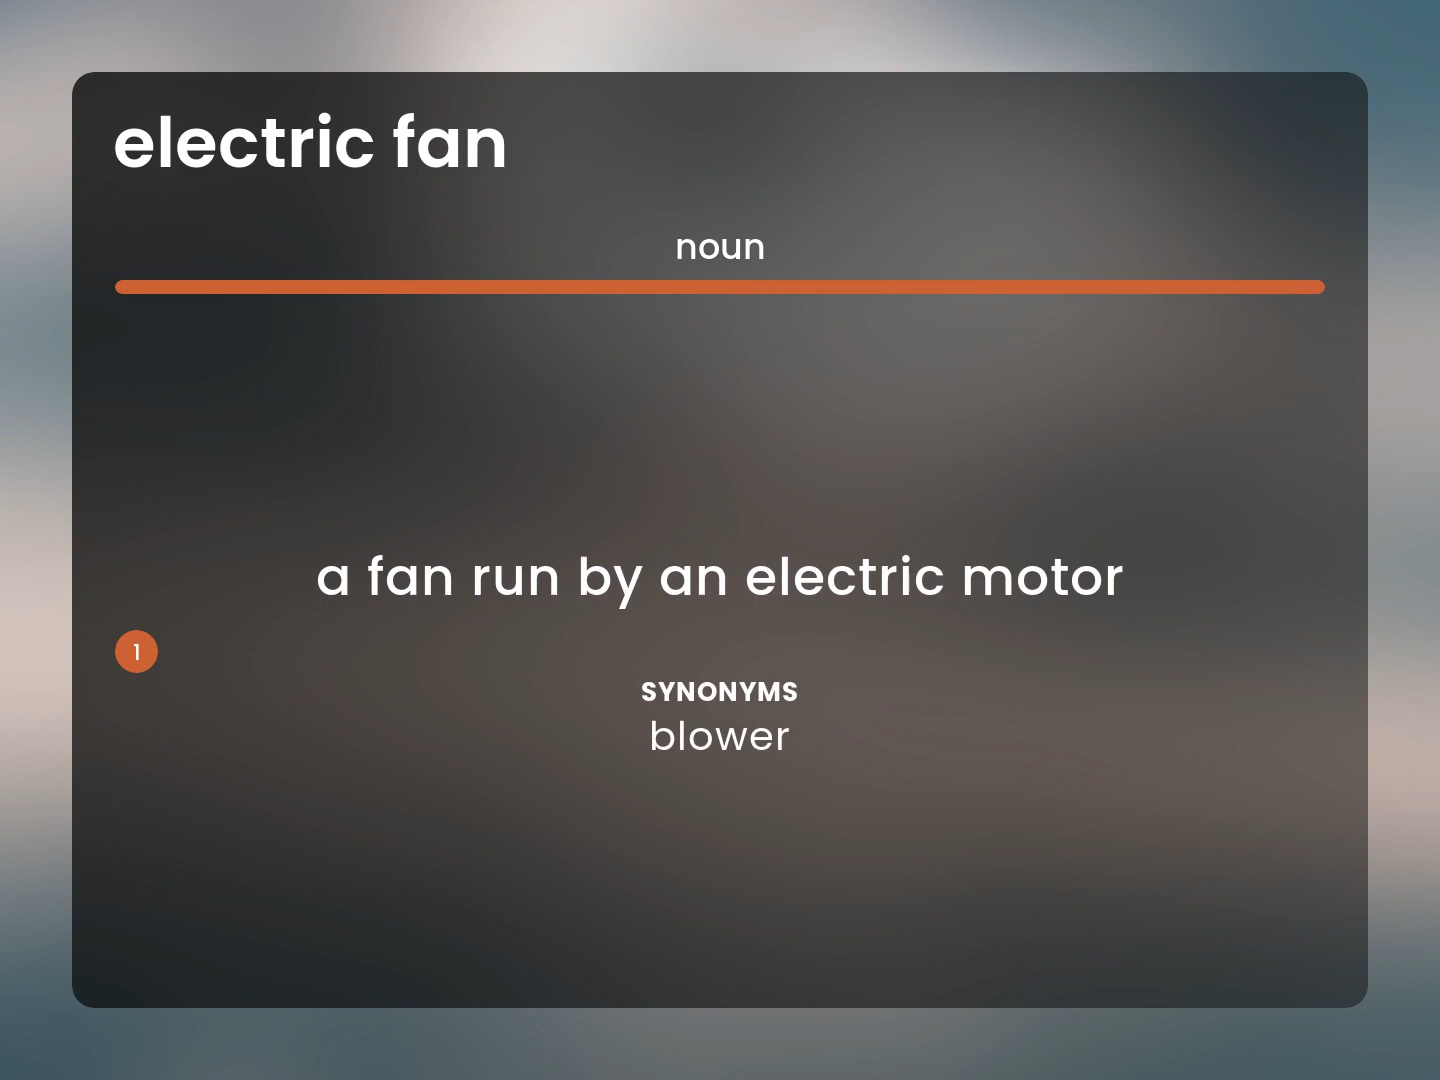 electric fan
noun
a fan run by an electric motor
1
SYNONYMS
blower